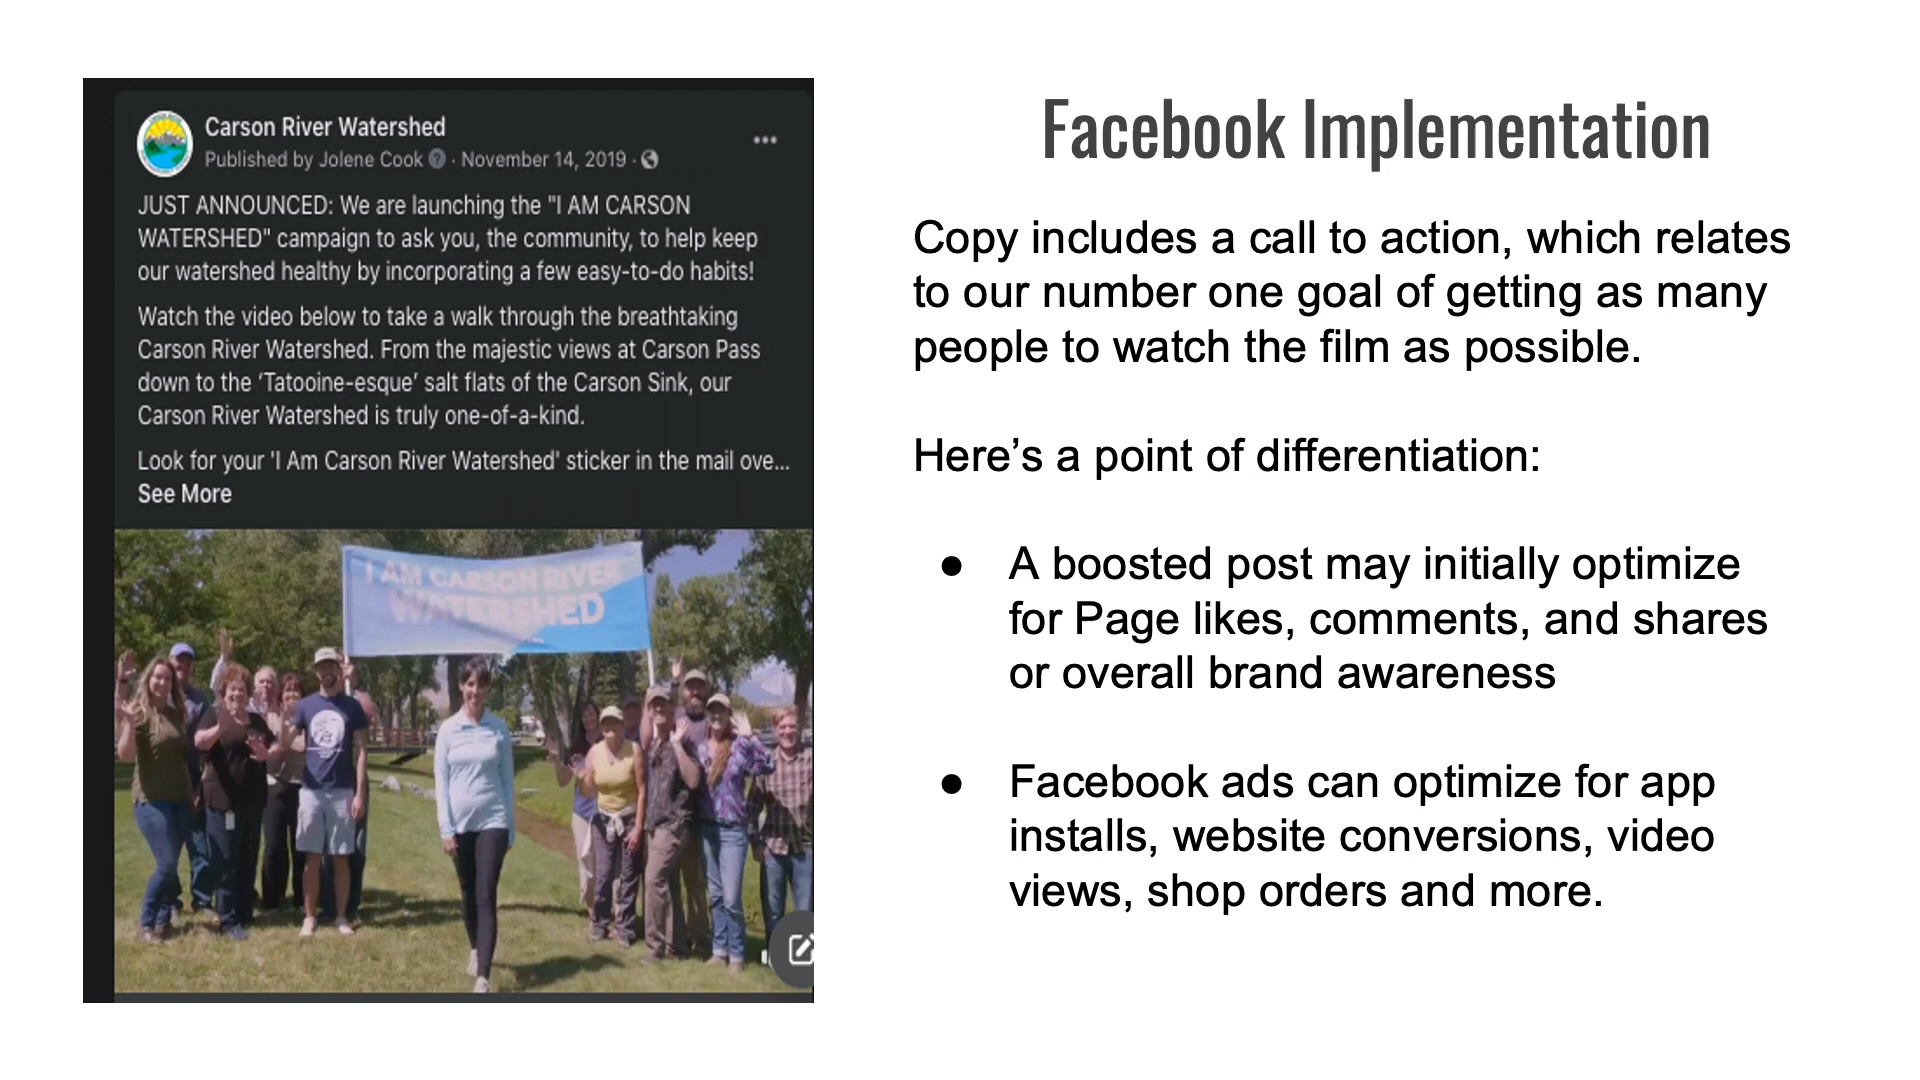 Carson River Watershed
Published by Jolene Cook · November 14, 2019 ·
JUST ANNOUNCED: We are launching the "I AM CARSON
WATERSHED" campaign to ask you, the community, to help keep
our watershed healthy by incorporating a few easy-to-do habits!
Watch the video below to take a walk through the breathtaking
Carson River Watershed. From the majestic views at Carson Pass
down to the ‘Tatooine-esque’ salt flats of the Carson Sink, our
Carson River Watershed is truly one-of-a-kind.
Look for your 'I Am Carson River Watershed' sticker in the mail ove...
See More
I AM CARSON RIVER
WATERSHED
Facebook Implementation
Copy includes a call to action, which relates
to our number one goal of getting as many
people to watch the film as possible.
Here’s a point of differentiation:
● A boosted post may initially optimize
for Page likes, comments, and shares
or overall brand awareness
● Facebook ads can optimize for app
installs, website conversions, video
views, shop orders and more.